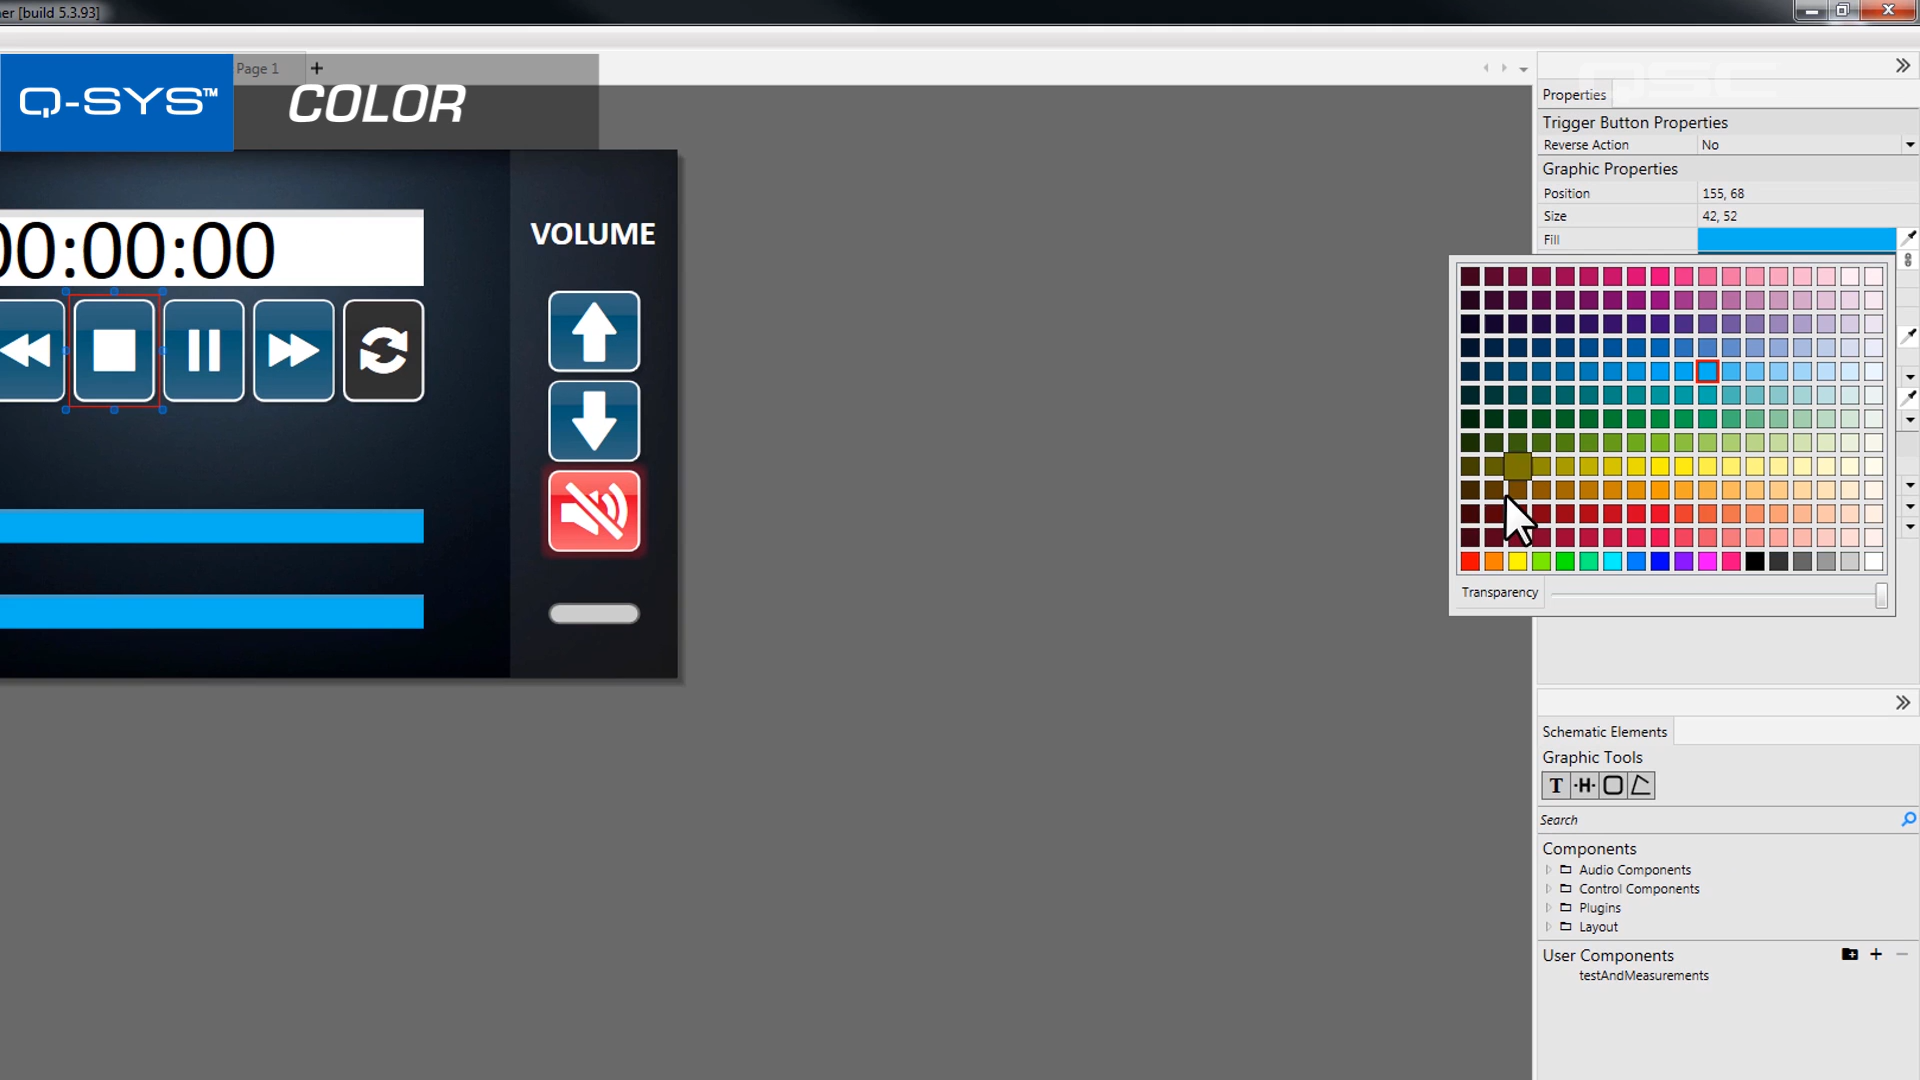 er [build 5.3.93]
Page 1
Q-SYS™
COLOR
QSC
Properties
Trigger Button Properties
Reverse Action No
Graphic Properties
Position 155, 68
Size 42, 52
Fill
00:00:00
VOLUME
Transparency
Schematic Elements
Graphic Tools
T H
Search
Components
Audio Components
Control Components
Plugins
Layout
User Components
testAndMeasurements